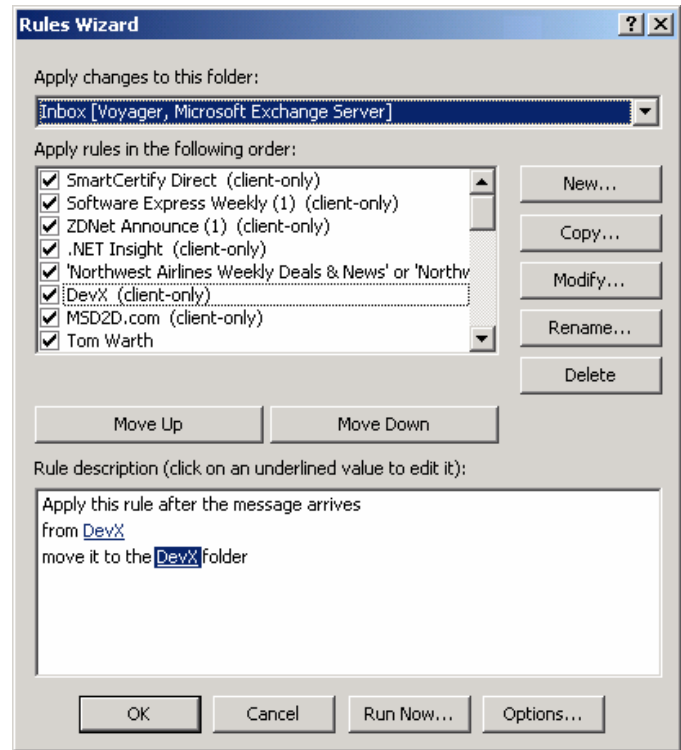 Rules Wizard
Apply changes to this folder:
Inbox [Voyager, Microsoft Exchange Server]
Apply rules in the following order:
SmartCertify Direct (client-only)
Software Express Weekly (1) (client-only)
ZDNet Announce (1) (client-only)
.NET Insight (client-only)
'Northwest Airlines Weekly Deals & News' or 'Northw
DevX (client-only)
MSD2D.com (client-only)
Tom Warth
New...
Copy...
Modify...
Rename...
Delete
Move Up
Move Down
Rule description (click on an underlined value to edit it):
Apply this rule after the message arrives
from DevX
move it to the DevX folder
OK
Cancel
Run Now...
Options...